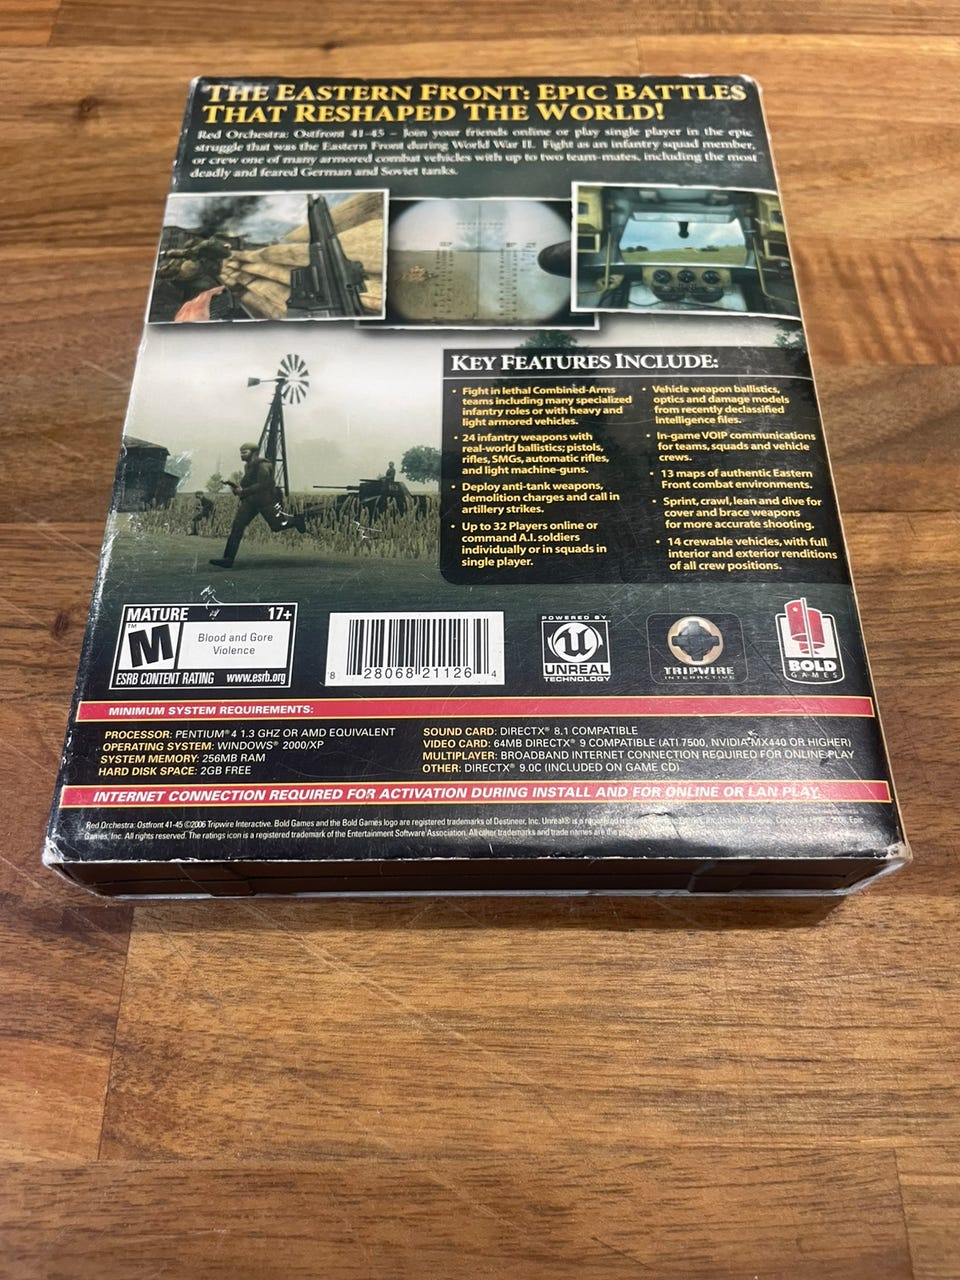 THE EASTERN FRONT: EPIC BATTLES
THAT RESHAPED THE WORLD!
Red Orchestra: Ostfront 41-45 – Join your friends online or play single player in the epic
struggle that was the Eastern Front during World War II. Fight as an infantry squad member,
or crew one of many armored combat vehicles with up to two team-mates, including the most
deadly and feared German and Soviet tanks.
KEY FEATURES INCLUDE:
• Fight in lethal Combined-Arms
teams including many specialized
infantry roles or with heavy and
light armored vehicles.
• 24 infantry weapons with
real-world ballistics; pistols,
rifles, SMGs, automatic rifles,
and light machine-guns.
• Deploy anti-tank weapons,
demolition charges and call in
artillery strikes.
• Up to 32 Players online or
command A.I. soldiers
individually or in squads in
single player.
• Vehicle weapon ballistics,
optics and damage models
from recently declassified
intelligence files.
• In-game VOIP communications
for teams, squads and vehicle
crews.
• 13 maps of authentic Eastern
Front combat environments.
• Sprint, crawl, lean and dive for
cover and brace weapons
for more accurate shooting.
• 14 crewable vehicles, with full
interior and exterior renditions
of all crew positions.
MATURE 17+
M™
Blood and Gore
Violence
ESRB CONTENT RATING www.esrb.org
8 28068 21126 4
POWERED BY
U
UNREAL
TECHNOLOGY
TRIPWIRE
INTERACTIVE
BOLD
GAMES
MINIMUM SYSTEM REQUIREMENTS:
PROCESSOR: PENTIUM® 4 1.3 GHZ OR AMD EQUIVALENT
OPERATING SYSTEM: WINDOWS® 2000/XP
SYSTEM MEMORY: 256MB RAM
HARD DISK SPACE: 2GB FREE
SOUND CARD: DIRECTX® 8.1 COMPATIBLE
VIDEO CARD: 64MB DIRECTX® 9 COMPATIBLE (ATI 7500, NVIDIA MX440 OR HIGHER)
MULTIPLAYER: BROADBAND INTERNET CONNECTION REQUIRED FOR ONLINE PLAY
OTHER: DIRECTX® 9.0C (INCLUDED ON GAME CD)
INTERNET CONNECTION REQUIRED FOR ACTIVATION DURING INSTALL AND FOR ONLINE OR LAN PLAY.
Red Orchestra: Ostfront 41-45 ©2006 Tripwire Interactive. Bold Games and the Bold Games logo are registered trademarks of Destineer, Inc. Unreal® is a registered Epic
Games, Inc. All rights reserved. The ratings icon is a registered trademark of the Entertainment Software Association. All other trademarks and trade names are the